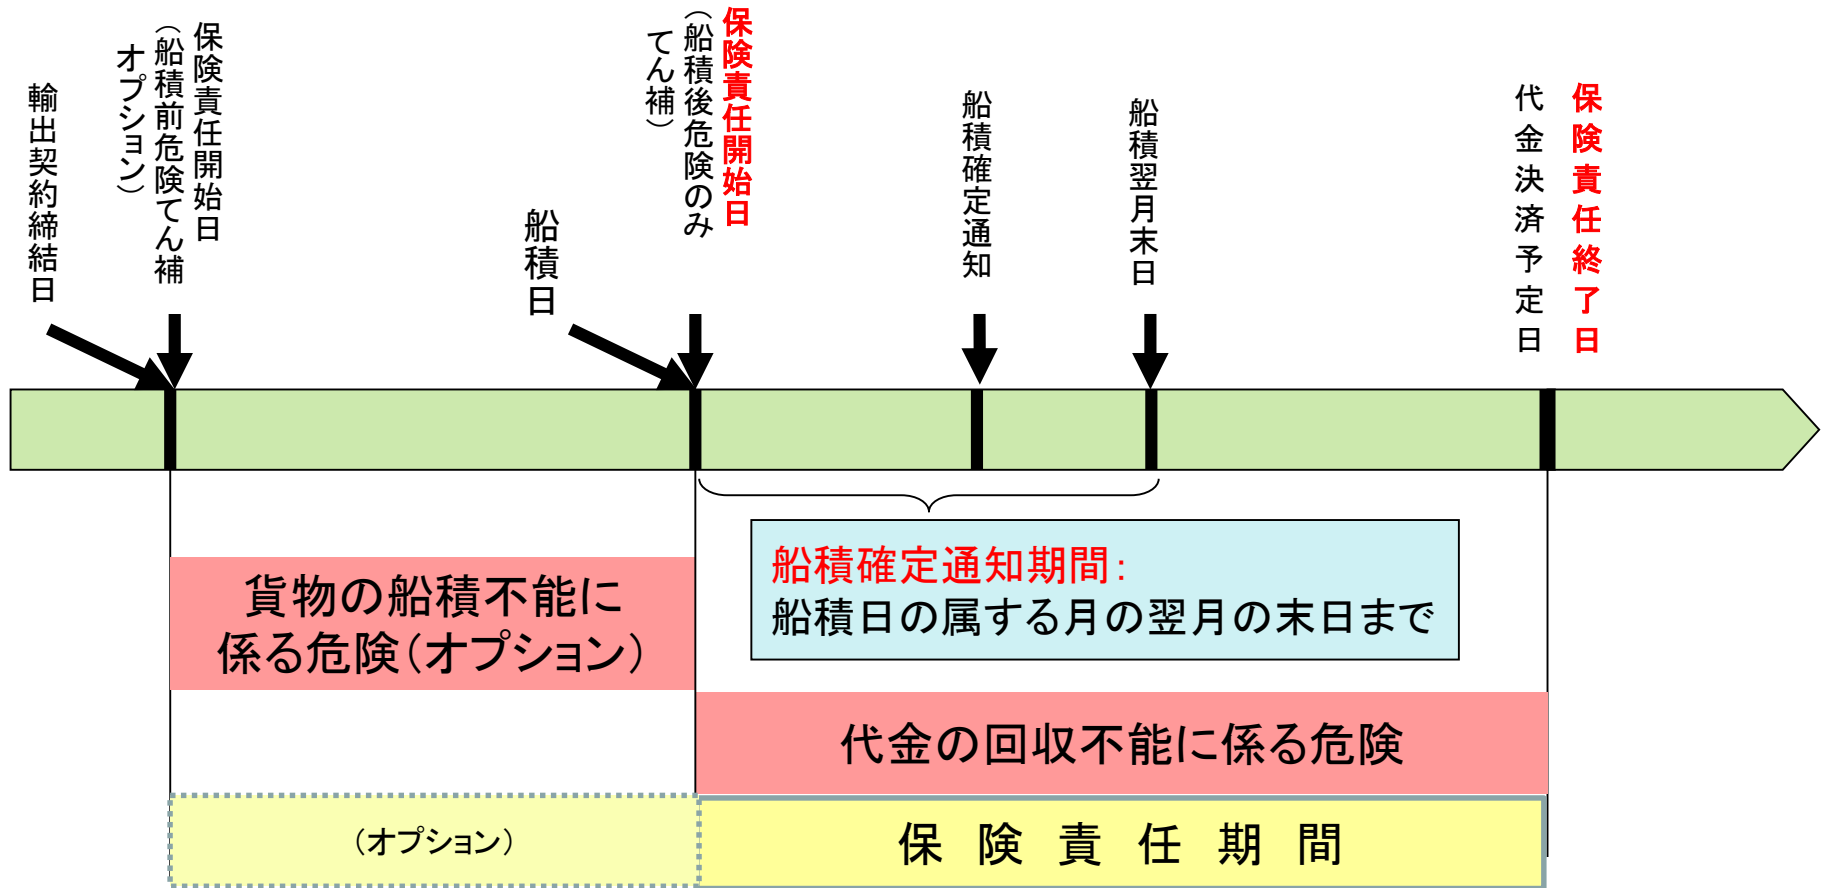 輸出契約締結日
保険責任開始日
（船積前危険てん補
オプション）
船積日
保険責任開始日
（船積後危険のみ
てん補）
船積確定通知
船積翌月末日
代金決済予定日
保険責任終了日
船積確定通知期間：
船積日の属する月の翌月の末日まで
貨物の船積不能に
係る危険（オプション）
代金の回収不能に係る危険
（オプション）
保険責任期間